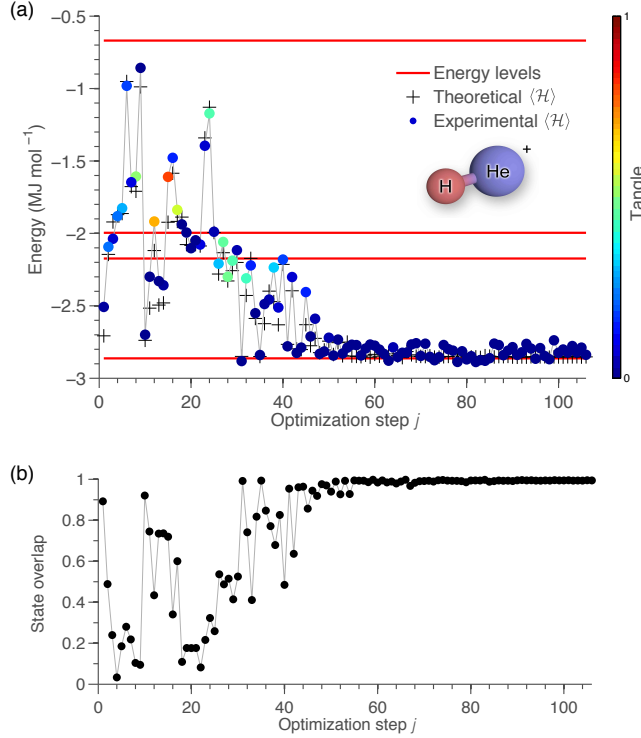 (a)
−0.5
−1
−1.5
−2
−2.5
−3
Energy (MJ mol −1)
0
20
40
60
80
100
Optimization step j
Energy levels
Theoretical ⟨H⟩
Experimental ⟨H⟩
H
He
+
1
Tangle
0
(b)
1
0.8
0.6
0.4
0.2
0
State overlap
0
20
40
60
80
100
Optimization step j